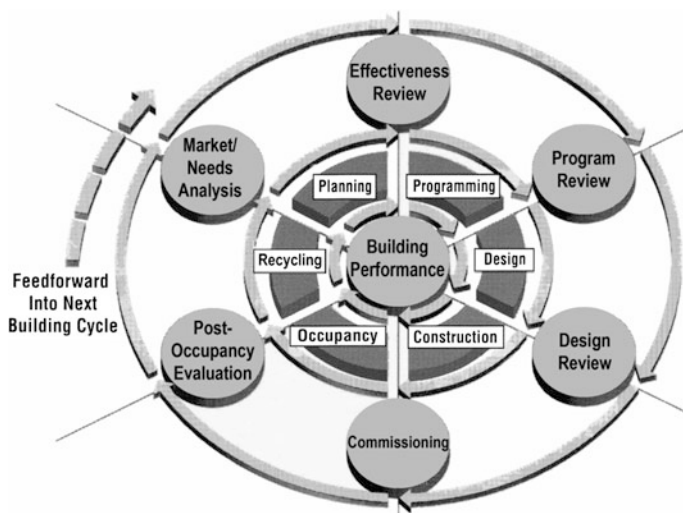 Effectiveness
Review
Market/
Needs
Analysis
Program
Review
Planning
Programming
Building
Performance
Recycling
Design
Feedforward
Into Next
Building Cycle
Post-
Occupancy
Evaluation
Occupancy
Construction
Design
Review
Commissioning